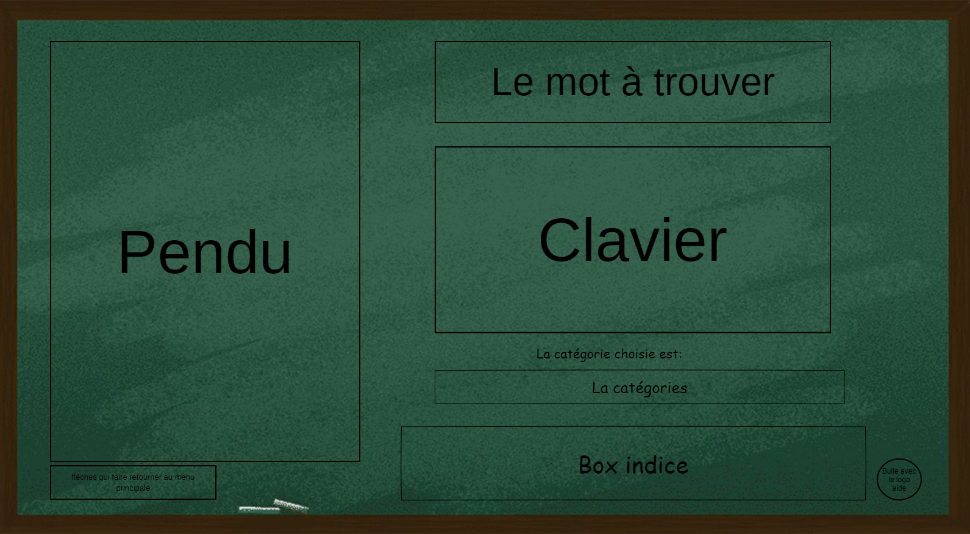 Le mot à trouver
Pendu
Clavier
La catégorie choisie est:
La catégories
Box indice
flèches qui faire retourner au menu
principale.
Bulle avec
le logo
aide